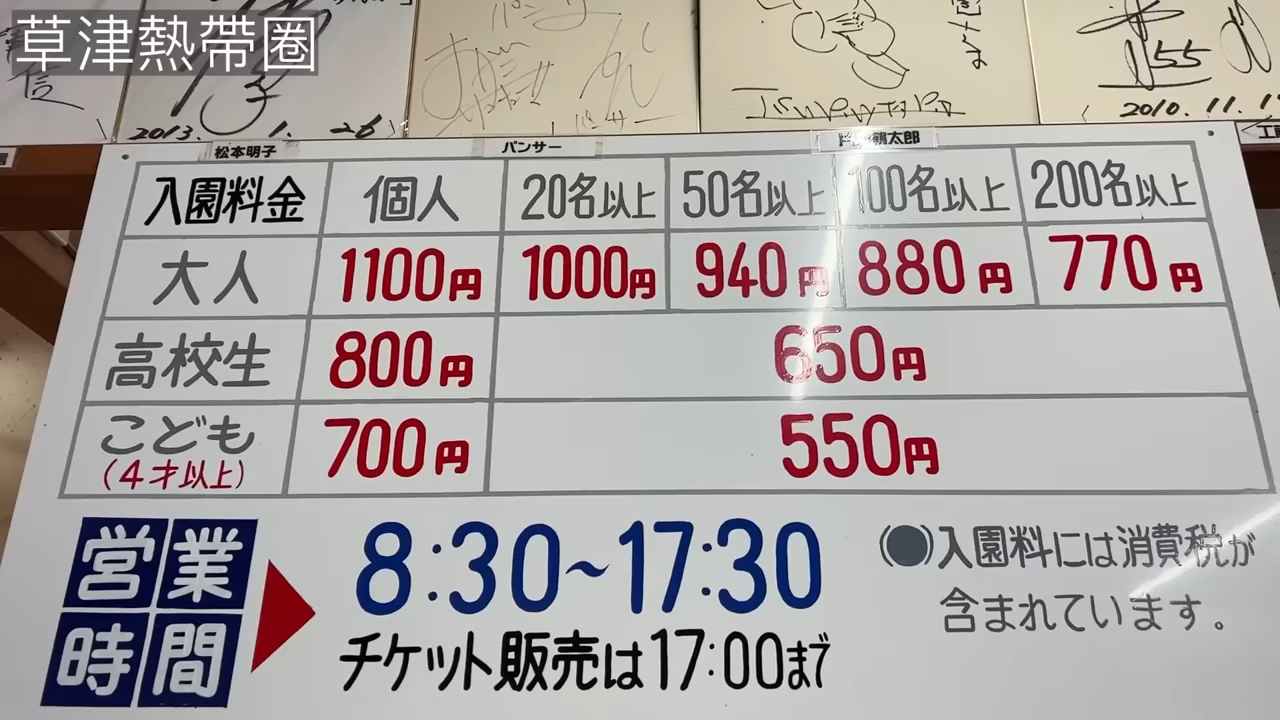 草津熱帶圈
2013. 1. 26
2010. 11. 1
松本明子
パンサー
鶴太郎
入園料金 個人 20名以上 50名以上 100名以上 200名以上
大人 1100円 1000円 940円 880円 770円
高校生 800円 650円
こども 700円 550円
(4才以上)
営業時間 8:30~17:30
チケット販売は17:00まで
(●)入園料には消費税が
含まれています。